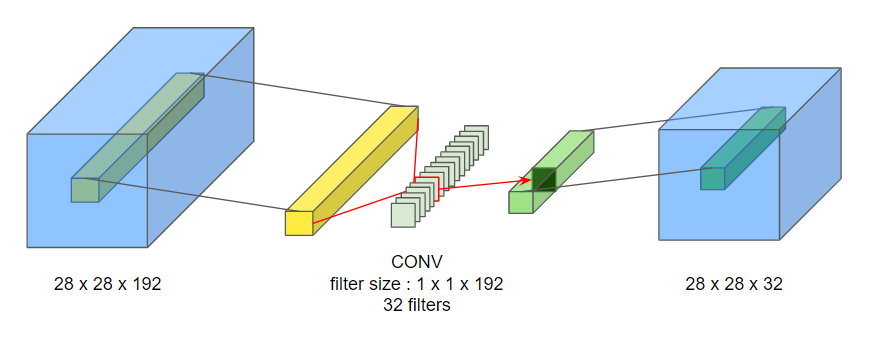 CONV
28 x 28 x 192
filter size : 1 x 1 x 192
28 x 28 x 32
32 filters